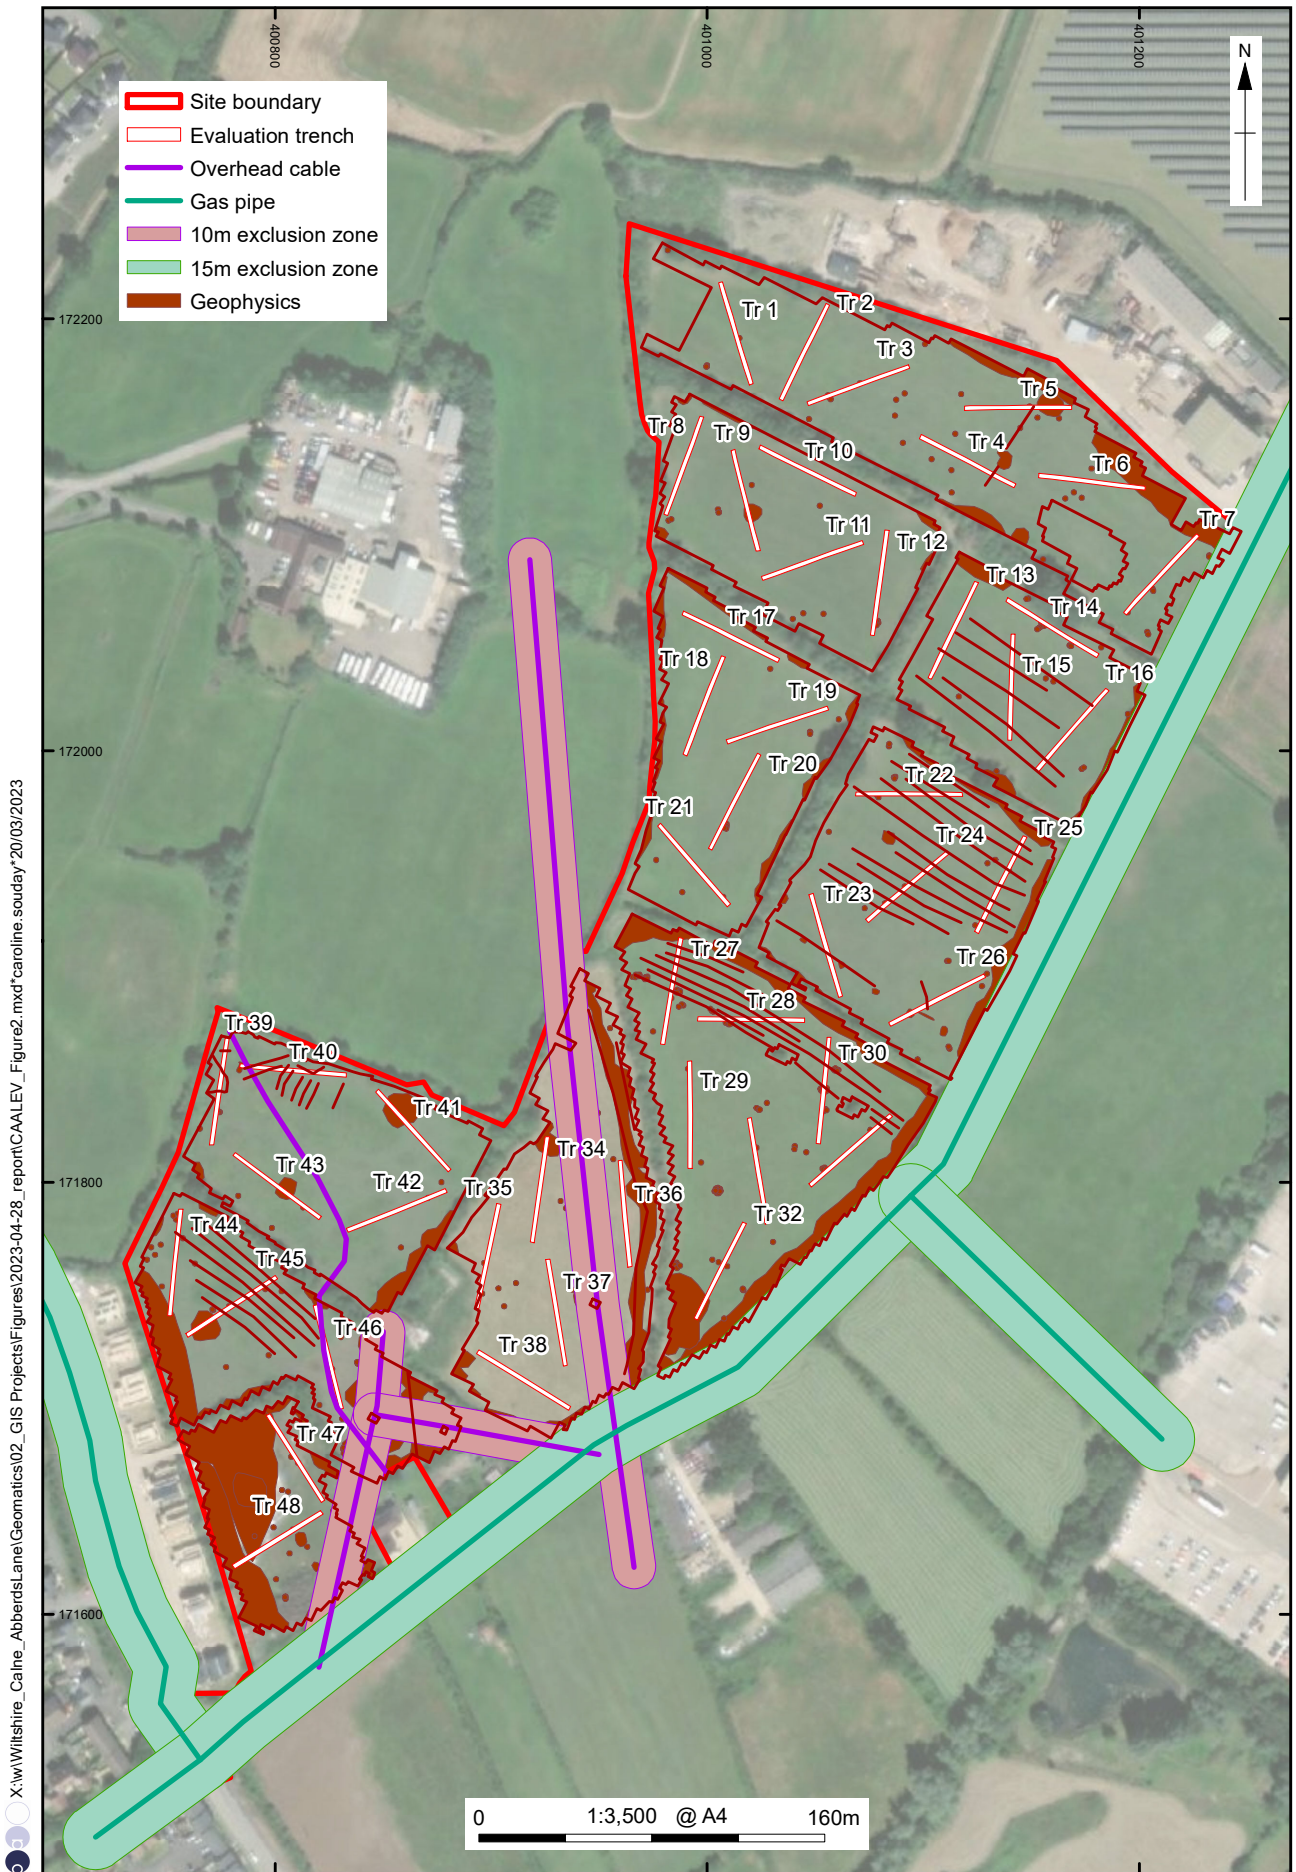 400800
401000
401200
N
Site boundary
Evaluation trench
Overhead cable
Gas pipe
10m exclusion zone
15m exclusion zone
Geophysics
172200
172000
171800
171600
Tr 1
Tr 2
Tr 3
Tr 5
Tr 4
Tr 6
Tr 7
Tr 8
Tr 9
Tr 10
Tr 11
Tr 12
Tr 13
Tr 14
Tr 15
Tr 16
Tr 17
Tr 18
Tr 19
Tr 20
Tr 21
Tr 22
Tr 24
Tr 25
Tr 23
Tr 26
Tr 27
Tr 28
Tr 30
Tr 29
Tr 32
Tr 34
Tr 35
Tr 36
Tr 37
Tr 38
Tr 39
Tr 40
Tr 41
Tr 43
Tr 42
Tr 44
Tr 45
Tr 46
Tr 47
Tr 48
0 1:3,500 @ A4 160m
X:\w\Wiltshire_Calne_AbberdsLane\Geomatics\02_GIS Projects\Figures\2023-04-28_report\CAALEV_Figure2.mxd*caroline.souday*20/03/2023